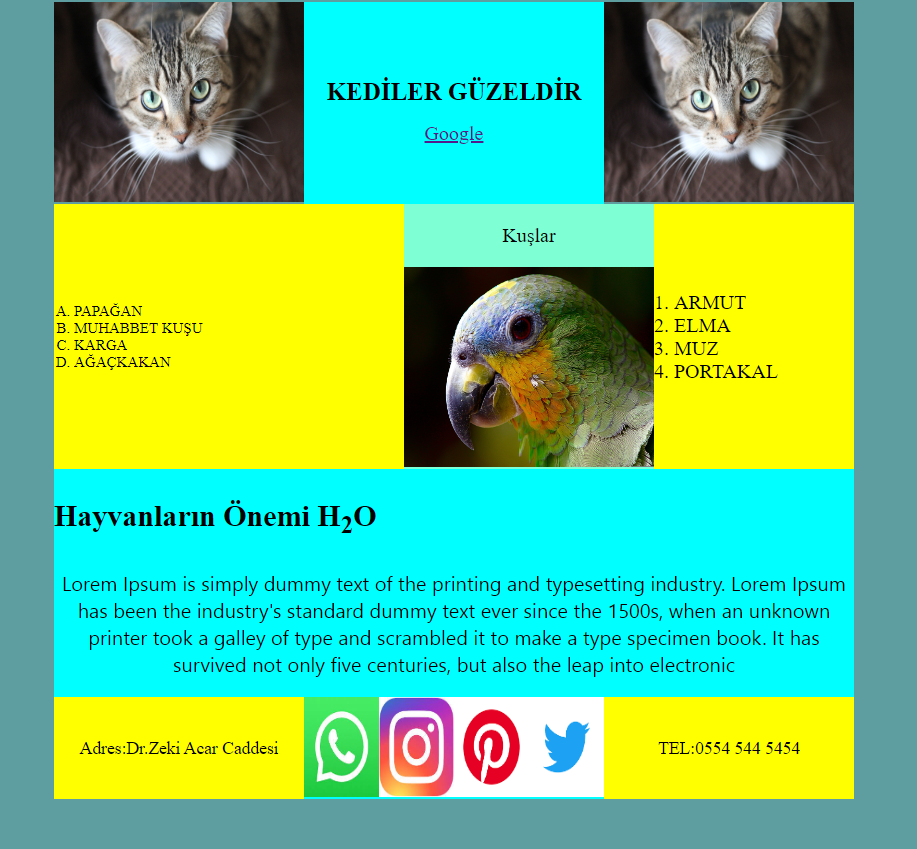 KEDİLER GÜZELDİR
Google
Kuşlar
A. PAPAĞAN
B. MUHABBET KUŞU
C. KARGA
D. AĞAÇKAKAN
1. ARMUT
2. ELMA
3. MUZ
4. PORTAKAL
Hayvanların Önemi H₂O
Lorem Ipsum is simply dummy text of the printing and typesetting industry. Lorem Ipsum
has been the industry's standard dummy text ever since the 1500s, when an unknown
printer took a galley of type and scrambled it to make a type specimen book. It has
survived not only five centuries, but also the leap into electronic
Adres:Dr.Zeki Acar Caddesi
TEL:0554 544 5454